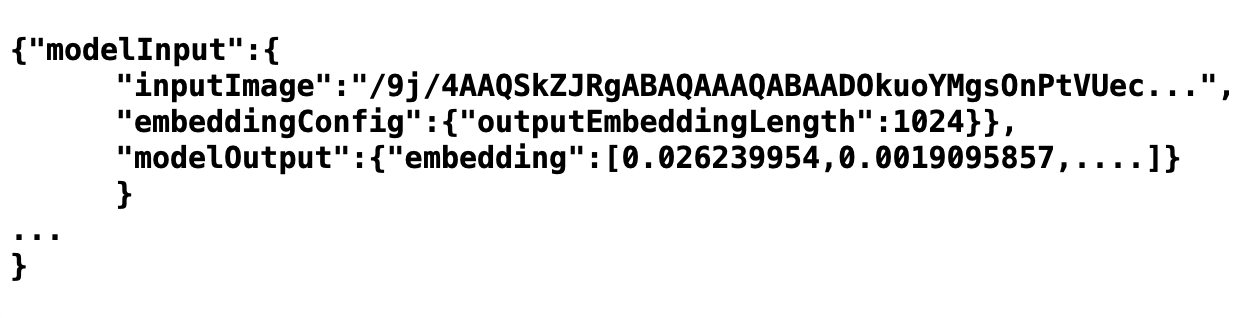 {"modelInput":{
"inputImage":"/9j/4AAQSkZJRgABAQAAAQABAADOkuoYMgsOnPtVUec...",
"embeddingConfig":{"outputEmbeddingLength":1024}},
"modelOutput":{"embedding":[0.026239954,0.0019095857,....]}
}
...
}